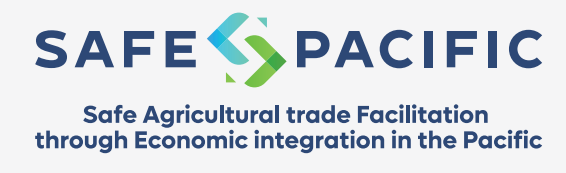 SAFE PACIFIC
Safe Agricultural trade Facilitation
through Economic integration in the Pacific